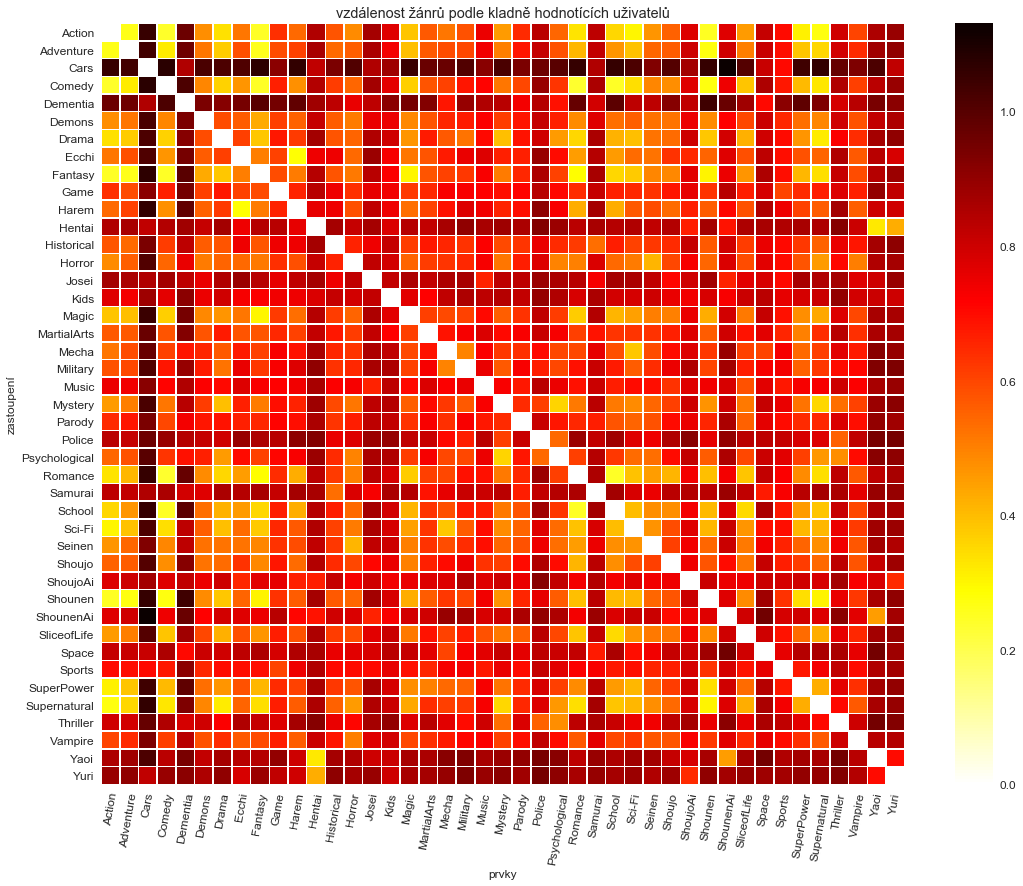 vzdálenost žánrů podle kladně hodnotících uživatelů
zastoupení
Action
Adventure
Cars
Comedy
Dementia
Demons
Drama
Ecchi
Fantasy
Game
Harem
Hentai
Historical
Horror
Josei
Kids
Magic
MartialArts
Mecha
Military
Music
Mystery
Parody
Police
Psychological
Romance
Samurai
School
Sci-Fi
Seinen
Shoujo
ShoujoAi
Shounen
ShounenAi
SliceofLife
Space
Sports
SuperPower
Supernatural
Thriller
Vampire
Yaoi
Yuri
Action
Adventure
Cars
Comedy
Dementia
Demons
Drama
Ecchi
Fantasy
Game
Harem
Hentai
Historical
Horror
Josei
Kids
Magic
MartialArts
Mecha
Military
Music
Mystery
Parody
Police
Psychological
Romance
Samurai
School
Sci-Fi
Seinen
Shoujo
ShoujoAi
Shounen
ShounenAi
SliceofLife
Space
Sports
SuperPower
Supernatural
Thriller
Vampire
Yaoi
Yuri
prvky
1.0
0.8
0.6
0.4
0.2
0.0